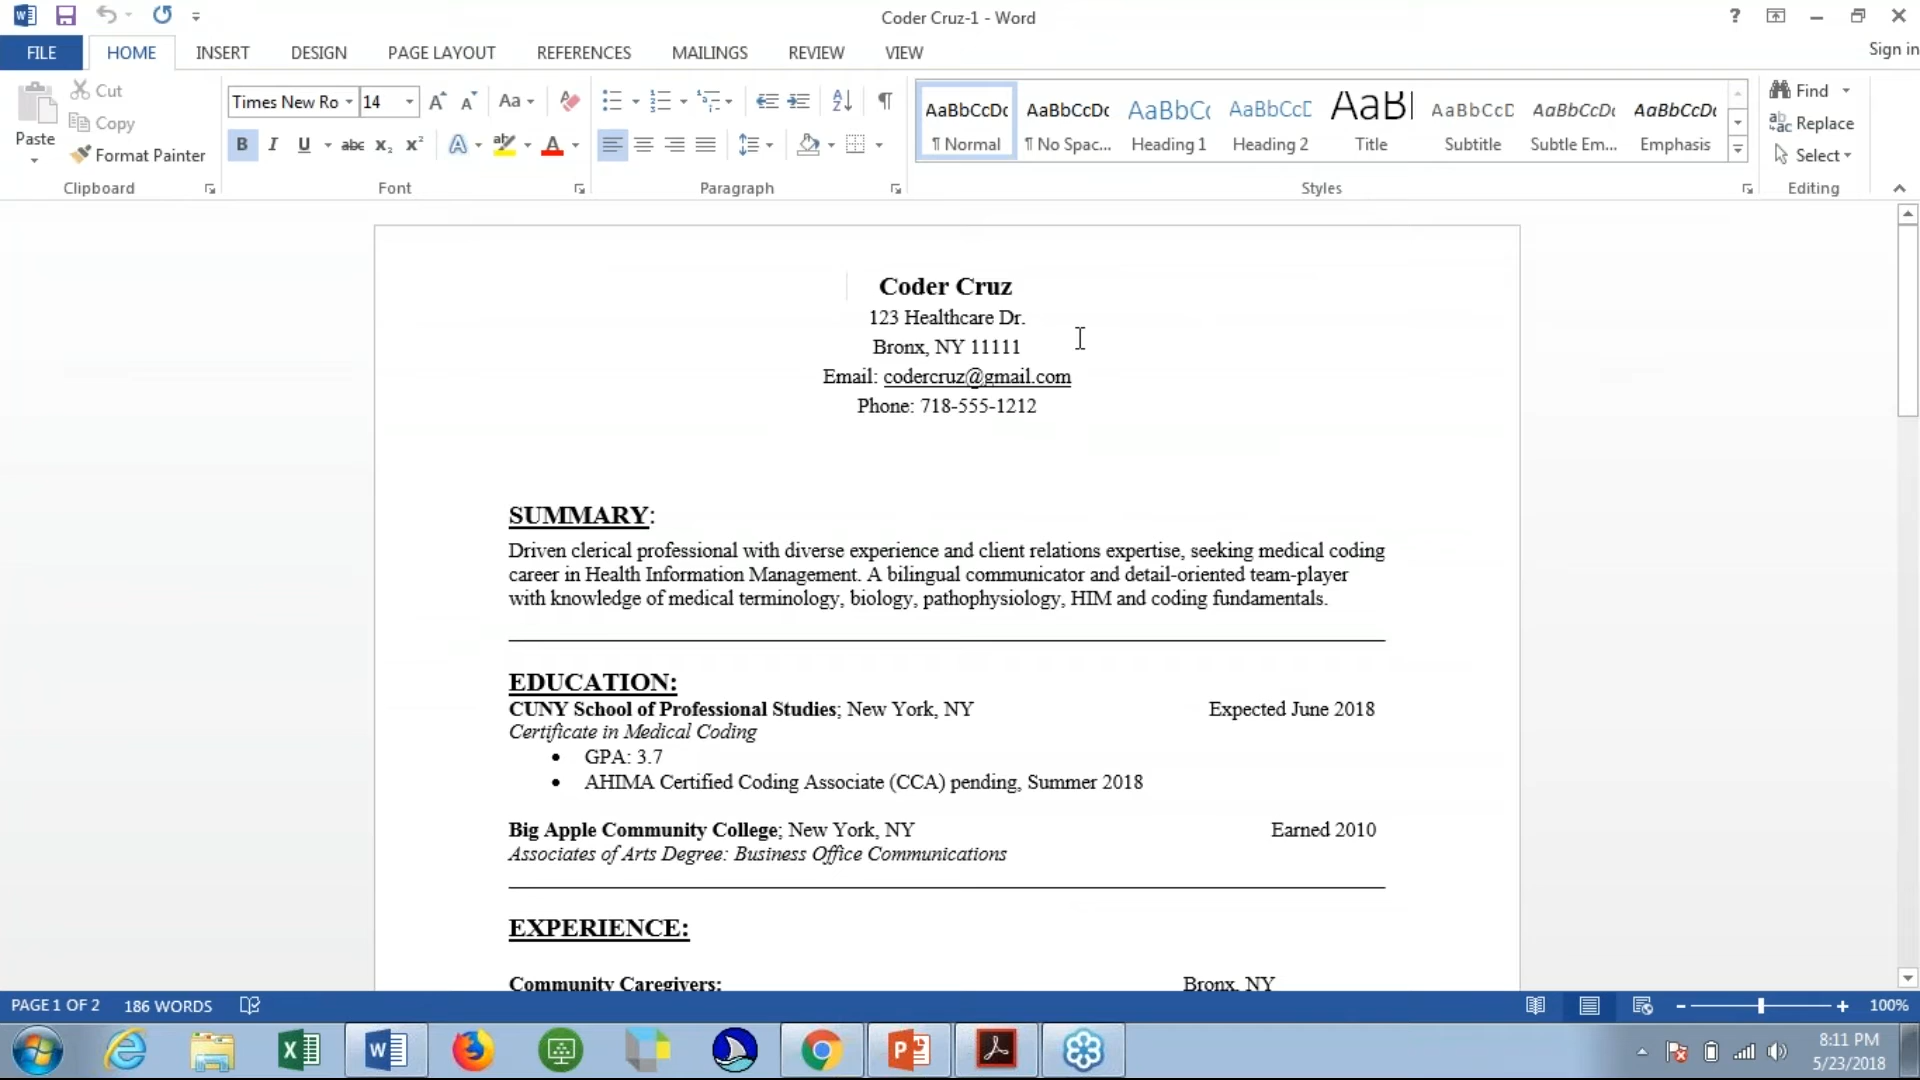 Coder Cruz-1 - Word
FILE HOME INSERT DESIGN PAGE LAYOUT REFERENCES MAILINGS REVIEW VIEW Sign in
Paste
Cut
Copy
Format Painter
Clipboard
Times New Ro 14
Font
Paragraph
AaBbCcDc AaBbCcDc AaBbCc AaBbCcD AaBl AaBbCcD AaBbCcDc AaBbCcDc
¶ Normal ¶ No Spac... Heading 1 Heading 2 Title Subtitle Subtle Em... Emphasis
Styles
Find
Replace
Select
Editing
Coder Cruz
123 Healthcare Dr.
Bronx, NY 11111
Email: codercruz@gmail.com
Phone: 718-555-1212
SUMMARY:
Driven clerical professional with diverse experience and client relations expertise, seeking medical coding
career in Health Information Management. A bilingual communicator and detail-oriented team-player
with knowledge of medical terminology, biology, pathophysiology, HIM and coding fundamentals.
EDUCATION:
CUNY School of Professional Studies; New York, NY Expected June 2018
Certificate in Medical Coding
• GPA: 3.7
• AHIMA Certified Coding Associate (CCA) pending, Summer 2018
Big Apple Community College; New York, NY Earned 2010
Associates of Arts Degree: Business Office Communications
EXPERIENCE:
Community Caregivers: Bronx, NY
PAGE 1 OF 2 186 WORDS 100%
8:11 PM
5/23/2018